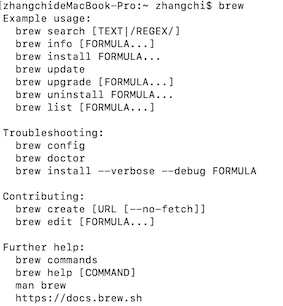 [zhangchideMacBook-Pro:~ zhangchi$ brew
Example usage:
  brew search [TEXT|/REGEX/]
  brew info [FORMULA...]
  brew install FORMULA...
  brew update
  brew upgrade [FORMULA...]
  brew uninstall FORMULA...
  brew list [FORMULA...]

Troubleshooting:
  brew config
  brew doctor
  brew install --verbose --debug FORMULA

Contributing:
  brew create [URL [--no-fetch]]
  brew edit [FORMULA...]

Further help:
  brew commands
  brew help [COMMAND]
  man brew
  https://docs.brew.sh